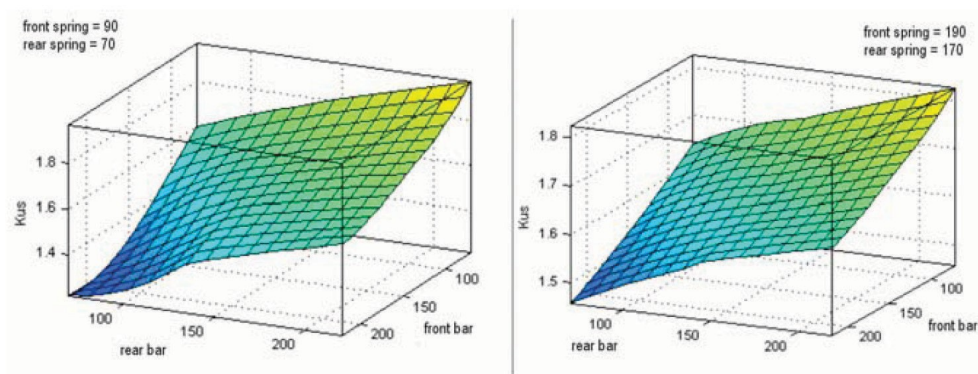 front spring = 90
rear spring = 70
1.8
1.6
1.4
Kus
100
150
200
rear bar
100
150
200
front bar
front spring = 190
rear spring = 170
1.8
1.7
1.6
1.5
Kus
100
150
200
rear bar
100
150
200
front bar